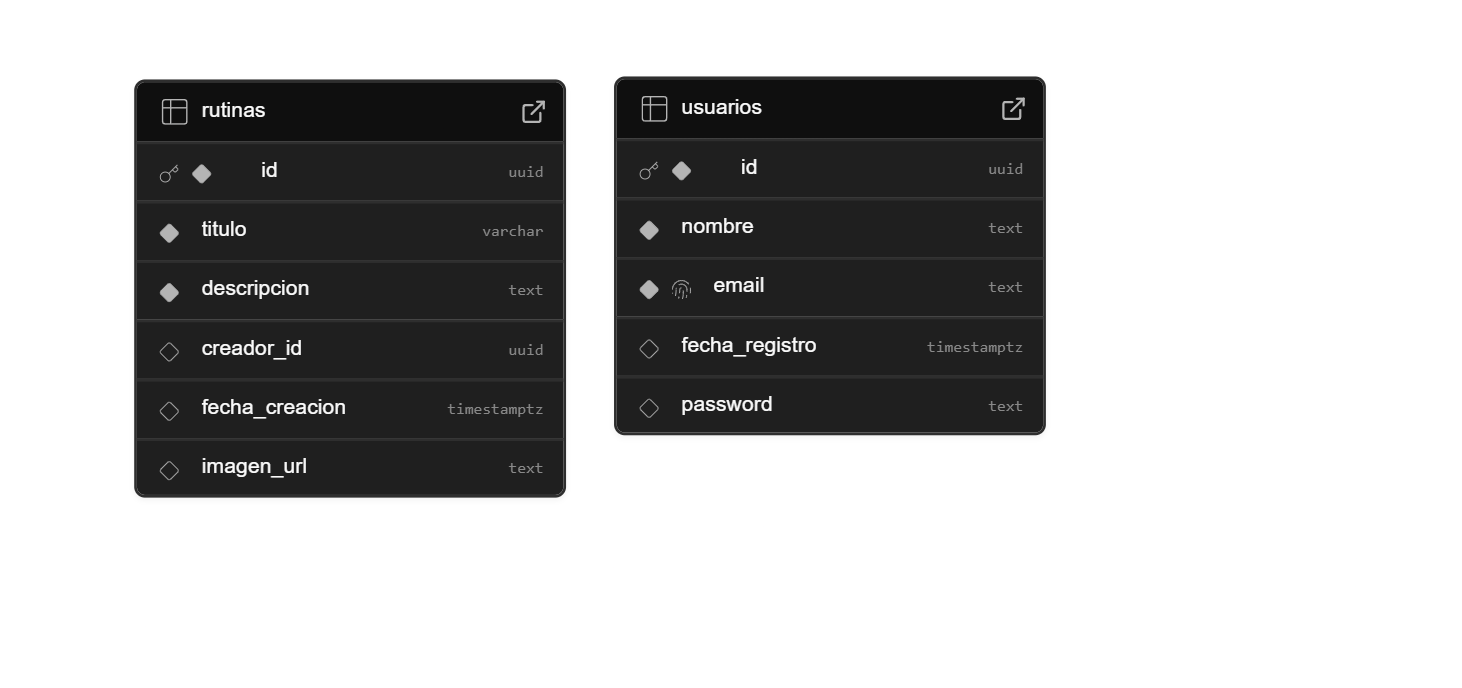 rutinas
id uuid
titulo varchar
descripcion text
creador_id uuid
fecha_creacion timestamptz
imagen_url text
usuarios
id uuid
nombre text
email text
fecha_registro timestamptz
password text